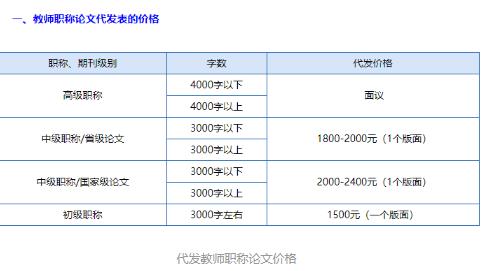 一、教师职称论文代发表的价格
职称、期刊级别 字数 代发价格
高级职称 4000字以下 面议
4000字以上
中级职称/省级论文 3000字以下 1800-2000元（1个版面）
3000字以上
中级职称/国家级论文 3000字以下 2000-2400元（1个版面）
3000字以上
初级职称 3000字左右 1500元（一个版面）
代发教师职称论文价格